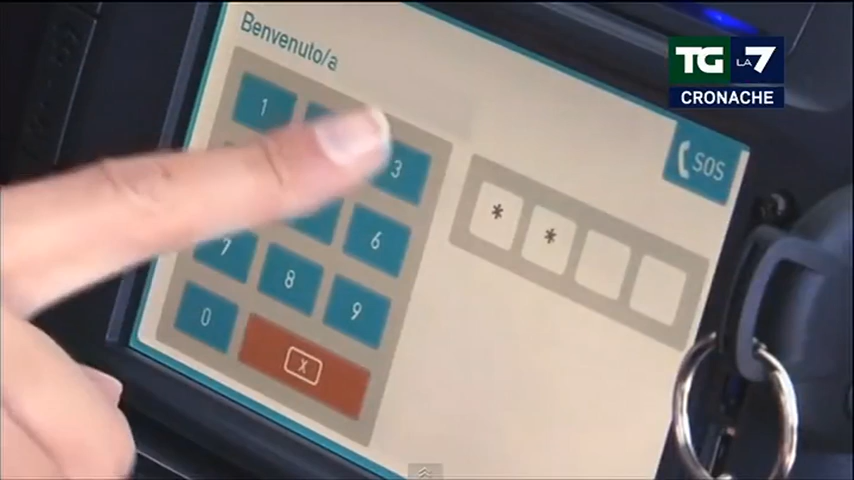 Benvenuto/a
TG LA 7
CRONACHE
SOS
1
3
6
7 8 9
0 X
* *